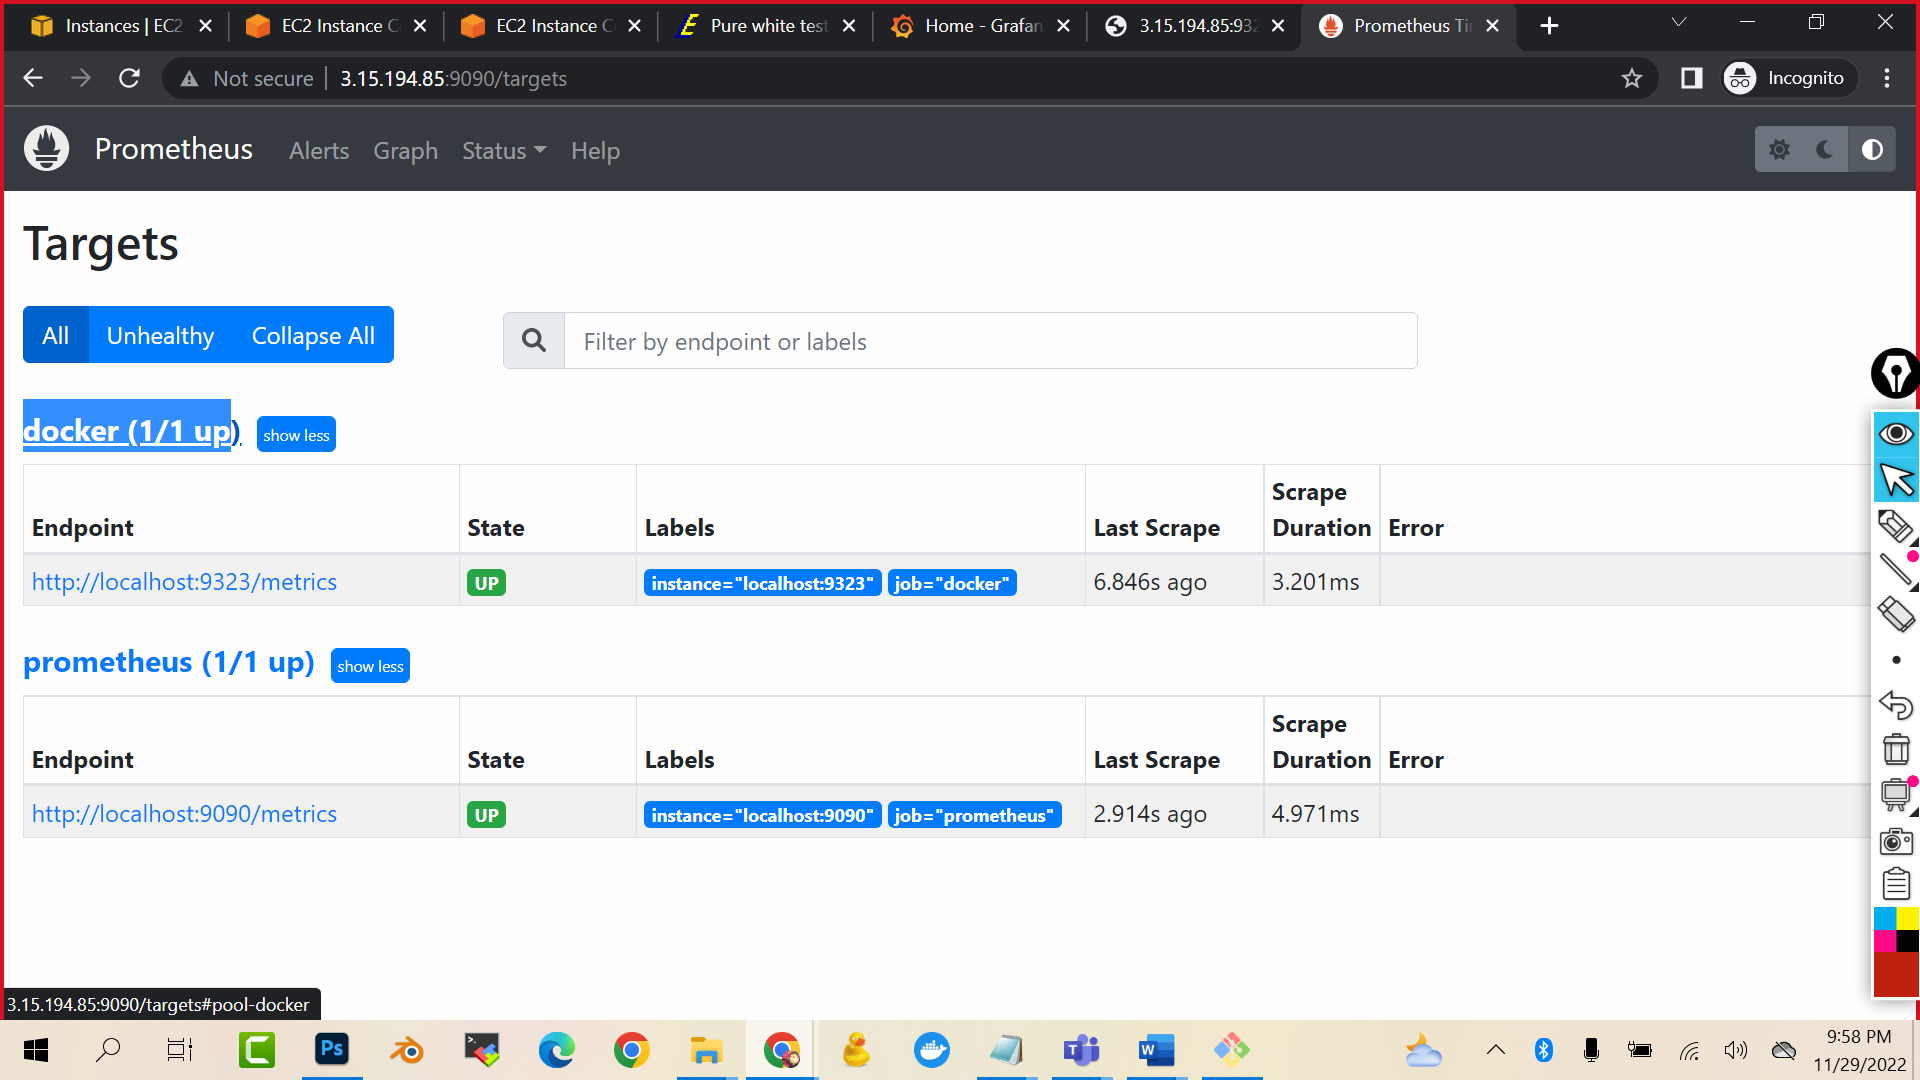 Instances | EC2
EC2 Instance C
EC2 Instance C
Pure white test
Home - Grafan
3.15.194.85:932
Prometheus Ti
Not secure
3.15.194.85:9090/targets
Incognito
Prometheus
Alerts
Graph
Status
Help
Targets
All
Unhealthy
Collapse All
Filter by endpoint or labels
docker (1/1 up)
show less
Endpoint
State
Labels
Last Scrape
Scrape
Duration
Error
http://localhost:9323/metrics
UP
instance="localhost:9323"
job="docker"
6.846s ago
3.201ms
prometheus (1/1 up)
show less
Endpoint
State
Labels
Last Scrape
Scrape
Duration
Error
http://localhost:9090/metrics
UP
instance="localhost:9090"
job="prometheus"
2.914s ago
4.971ms
3.15.194.85:9090/targets#pool-docker
Ps
9:58 PM
11/29/2022